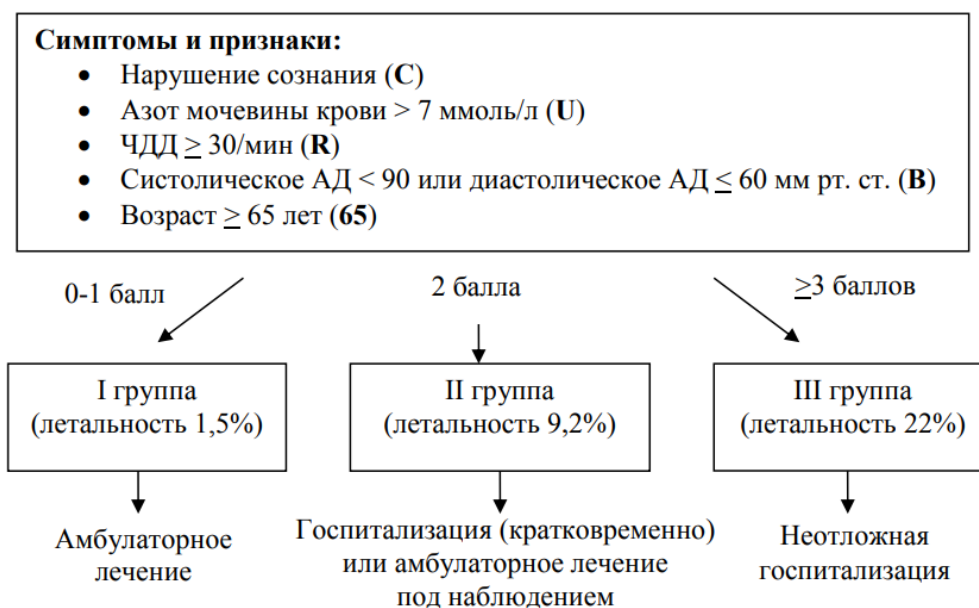 Симптомы и признаки:
• Нарушение сознания (C)
• Азот мочевины крови > 7 ммоль/л (U)
• ЧДД ≥ 30/мин (R)
• Систолическое АД < 90 или диастолическое АД ≤ 60 мм рт. ст. (B)
• Возраст ≥ 65 лет (65)
0-1 балл
2 балла
≥3 баллов
I группа
(летальность 1,5%)
II группа
(летальность 9,2%)
III группа
(летальность 22%)
Амбулаторное
лечение
Госпитализация (кратковременно)
или амбулаторное лечение
под наблюдением
Неотложная
госпитализация